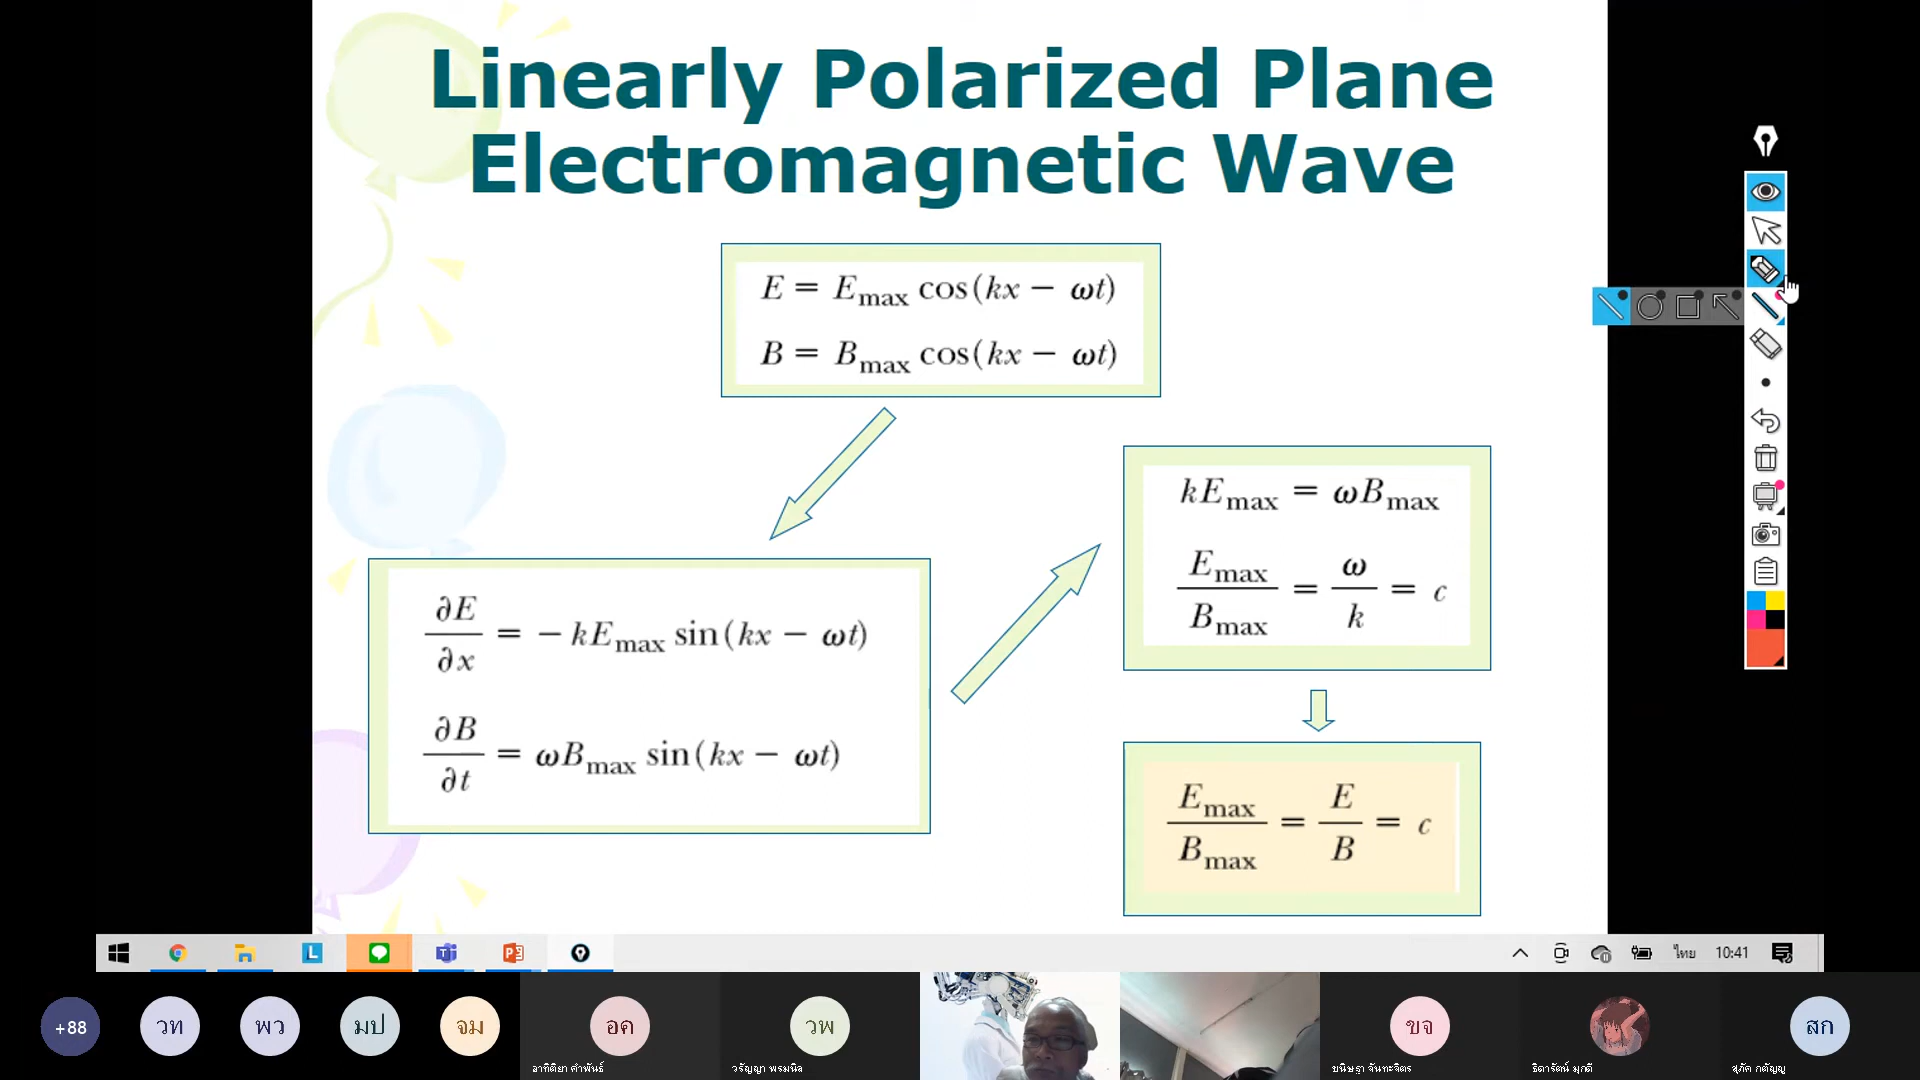 Linearly Polarized Plane
Electromagnetic Wave
E = E_max cos(kx − ωt)
B = B_max cos(kx − ωt)
∂E/∂x = −kE_max sin(kx − ωt)
∂B/∂t = ωB_max sin(kx − ωt)
kE_max = ωB_max
E_max/B_max = ω/k = c
E_max/B_max = E/B = c
L
ไทย
10:41
+88
วท
พว
มป
จม
อค
วพ
ขจ
สก
อาทิติยา คำพันธ์
วรัญญา พรมนิล
ขนิษฐา จันทะจิตร
ธิดารัตน์ มุกดี
สุภัค กตัญญู